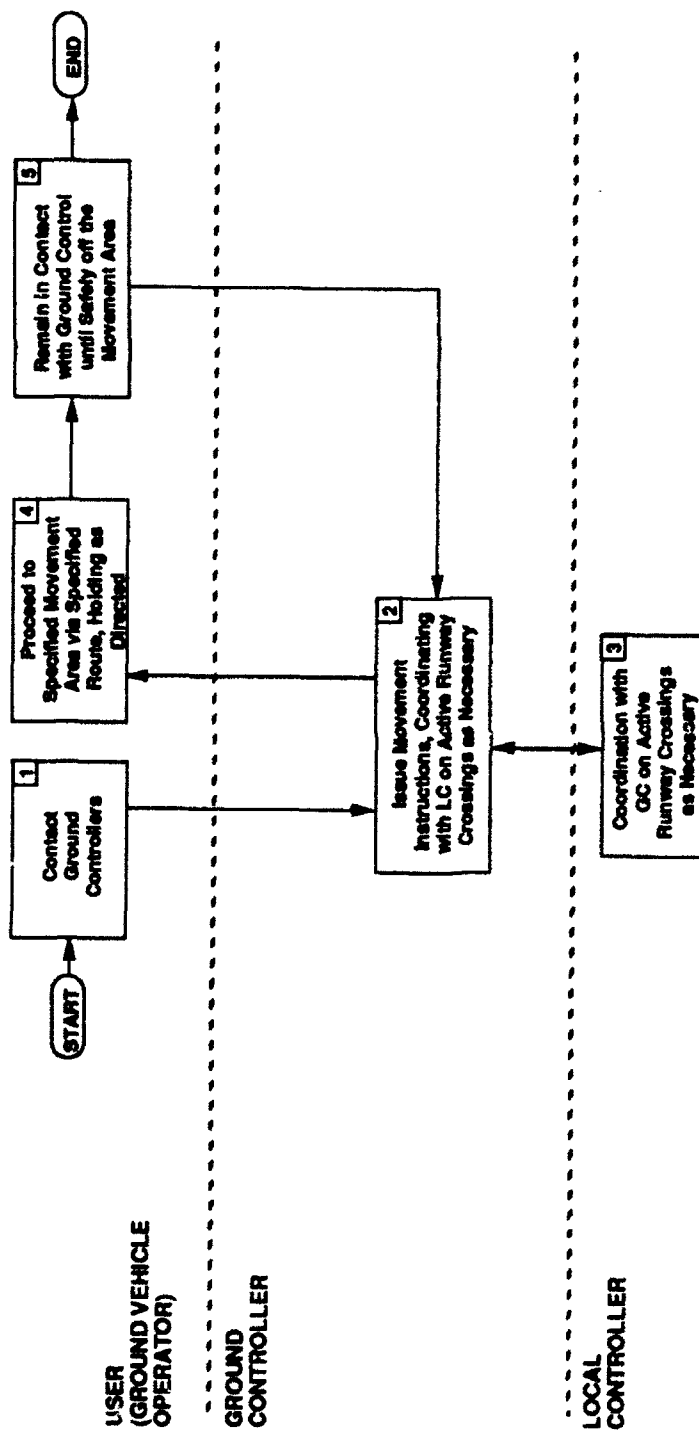 USER
(GROUND VEHICLE
OPERATOR)
START
1
Contact
Ground
Controllers
4
Proceed to
Specified Movement
Area via Specified
Route, Holding as
Directed
5
Remain in Contact
with Ground Control
until Safely off the
Movement Area
END
GROUND
CONTROLLER
2
Issue Movement
Instructions, Coordinating
with LC on Active Runway
Crossings as Necessary
LOCAL
CONTROLLER
3
Coordination with
GC on Active
Runway Crossings
as Necessary